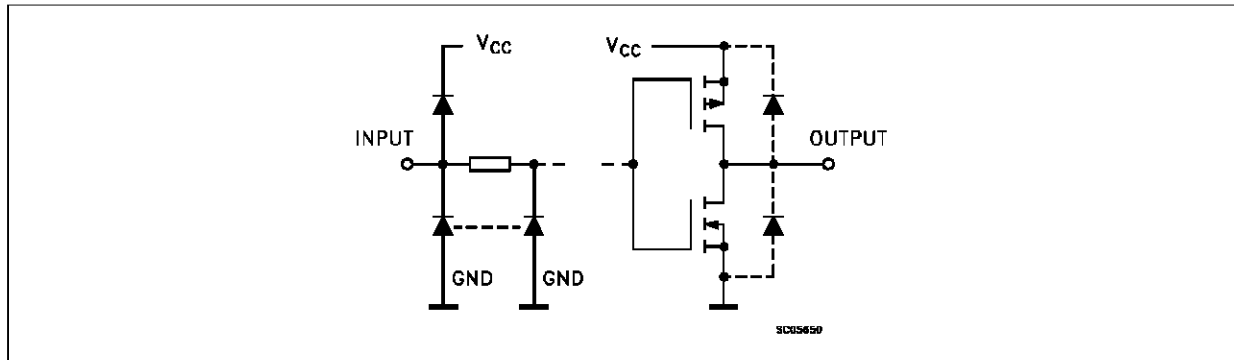 VCC
VCC
INPUT
OUTPUT
GND
GND
SC05650